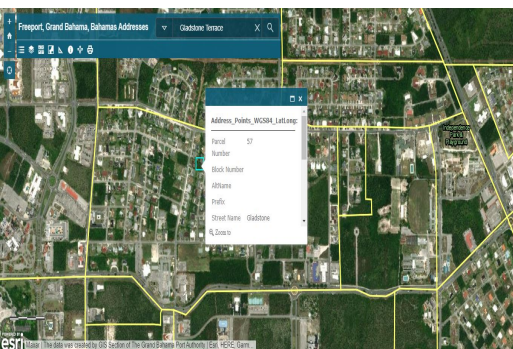 Freeport, Grand Bahama, Bahamas Addresses
Gladstone Terrace
Address_Points_WGS84_LatLong:
Parcel Number 57
Block Number
AltName
Prefix
Street Name Gladstone
Zoom to
Independence Park & Playground
POWERED BY
esri
Maxar | The data was created by GIS Section of The Grand Bahama Port Authority | Esri, HERE, Garm...